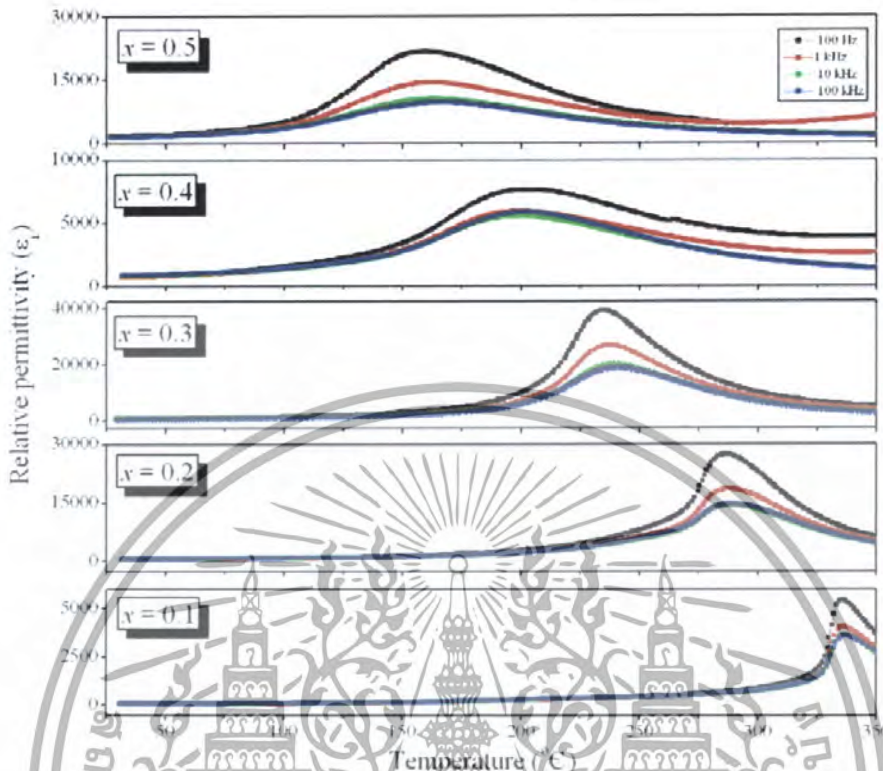 Relative permittivity (εr)
30000
15000
0
x = 0.5
100 Hz
1 kHz
10 kHz
100 kHz
10000
5000
0
x = 0.4
40000
20000
0
x = 0.3
30000
15000
0
x = 0.2
5000
2500
0
x = 0.1
50 100 150 200 250 300 350
Temperature (°C)